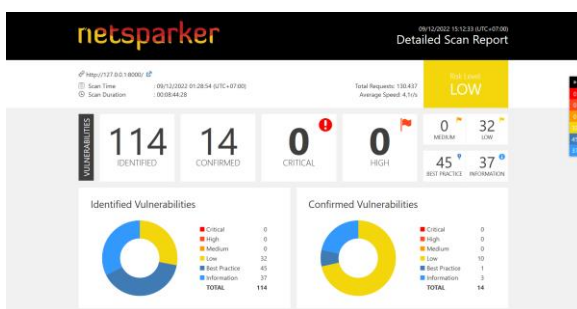 netsparker
09/12/2022 15:12:33 (UTC+07:00)
Detailed Scan Report
http://127.0.0.1:8000/
Scan Time : 09/12/2022 01:28:54 (UTC+07:00)
Scan Duration : 00:08:44:28
Total Requests: 130.437
Average Speed: 4,1r/s
Risk Level:
LOW
VULNERABILITIES
114
IDENTIFIED
14
CONFIRMED
0
CRITICAL
0
HIGH
0
MEDIUM
32
LOW
45
BEST PRACTICE
37
INFORMATION
Identified Vulnerabilities
Critical 0
High 0
Medium 0
Low 32
Best Practice 45
Information 37
TOTAL 114
Confirmed Vulnerabilities
Critical 0
High 0
Medium 0
Low 10
Best Practice 1
Information 3
TOTAL 14